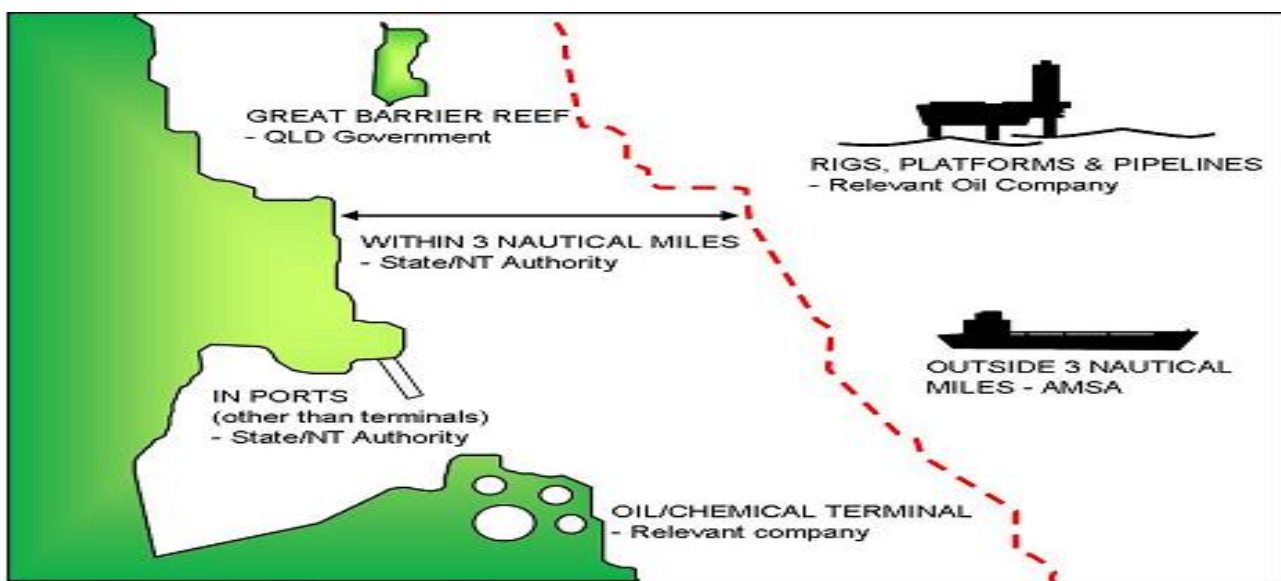 GREAT BARRIER REEF
- QLD Government
RIGS, PLATFORMS & PIPELINES
- Relevant Oil Company
WITHIN 3 NAUTICAL MILES
- State/NT Authority
OUTSIDE 3 NAUTICAL
MILES - AMSA
IN PORTS
(other than terminals)
- State/NT Authority
OIL/CHEMICAL TERMINAL
- Relevant company